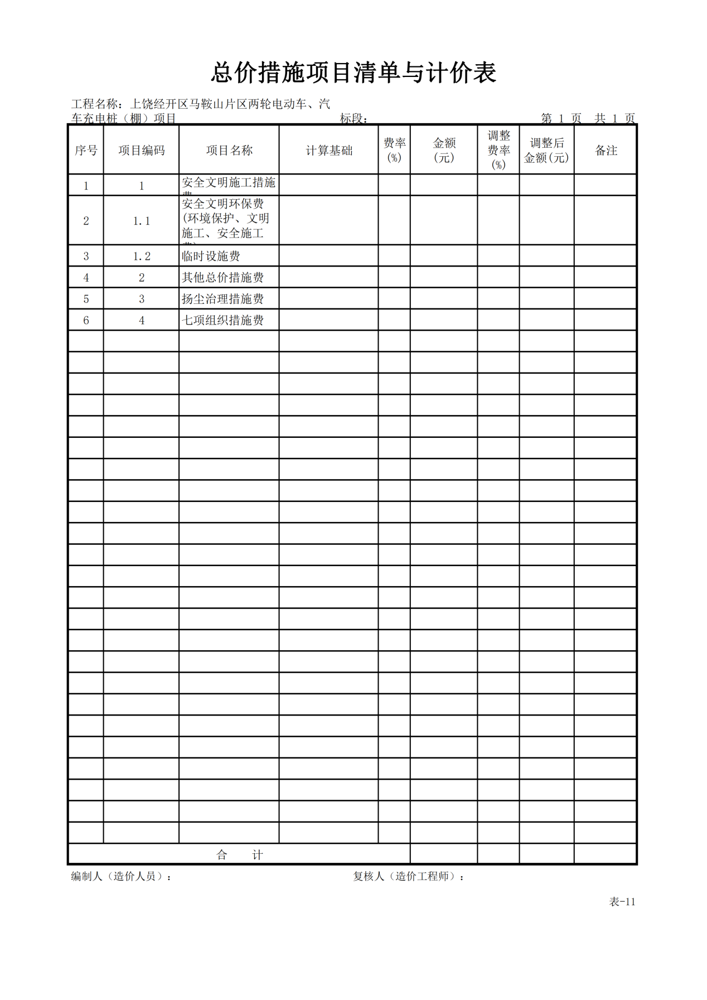 总价措施项目清单与计价表
工程名称：上饶经开区马鞍山片区两轮电动车、汽
车充电桩（棚）项目 标段： 第 1 页 共 1 页
序号 项目编码 项目名称 计算基础 费率(%) 金额(元) 调整费率(%) 调整后金额(元) 备注
1 1 安全文明施工措施费
2 1.1 安全文明环保费
(环境保护、文明
施工、安全施工
费)
3 1.2 临时设施费
4 2 其他总价措施费
5 3 扬尘治理措施费
6 4 七项组织措施费
合 计
编制人（造价人员）： 复核人（造价工程师）：
表-11